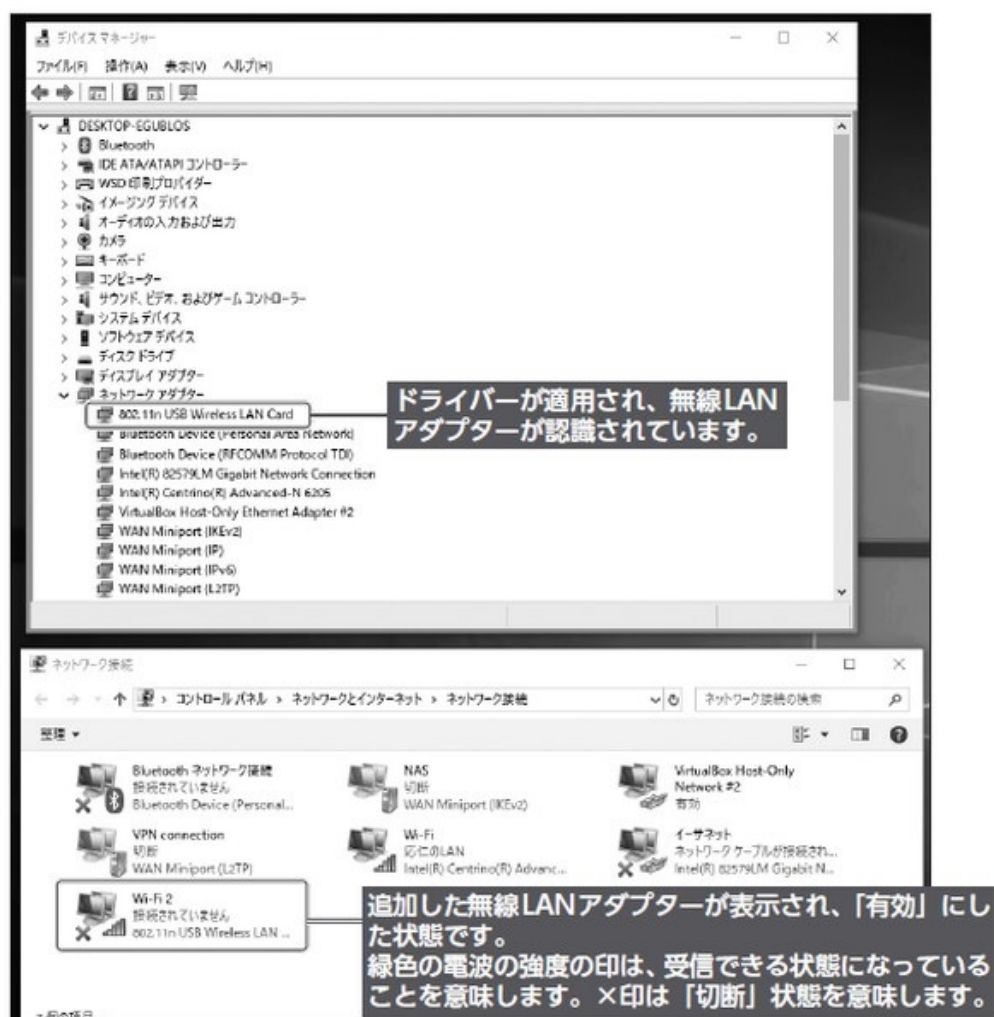 デバイス マネージャー
ファイル(F) 操作(A) 表示(V) ヘルプ(H)
DESKTOP-EGUBLOS
Bluetooth
IDE ATA/ATAPI コントローラー
WSD 印刷プロバイダー
イメージング デバイス
オーディオの入力および出力
カメラ
キーボード
コンピューター
サウンド、ビデオ、およびゲーム コントローラー
システム デバイス
ソフトウェア デバイス
ディスク ドライブ
ディスプレイ アダプター
ネットワーク アダプター
802.11n USB Wireless LAN Card
Bluetooth Device (Personal Area Network)
Bluetooth Device (RFCOMM Protocol TDI)
Intel(R) 82579LM Gigabit Network Connection
Intel(R) Centrino(R) Advanced-N 6205
VirtualBox Host-Only Ethernet Adapter #2
WAN Miniport (IKEv2)
WAN Miniport (IP)
WAN Miniport (IPv6)
WAN Miniport (L2TP)
ドライバーが適用され、無線LAN
アダプターが認識されています。
ネットワーク接続
コントロール パネル › ネットワークとインターネット › ネットワーク接続
ネットワーク接続の検索
整理
Bluetooth ネットワーク接続
接続されていません
Bluetooth Device (Personal...
NAS
切断
WAN Miniport (IKEv2)
VirtualBox Host-Only
Network #2
有効
VPN connection
切断
WAN Miniport (L2TP)
Wi-Fi
応仁のLAN
Intel(R) Centrino(R) Advanc...
イーサネット
ネットワーク ケーブルが接続され...
Intel(R) 82579LM Gigabit N...
Wi-Fi 2
接続されていません
802.11n USB Wireless LAN ...
追加した無線LANアダプターが表示され、「有効」にし
た状態です。
緑色の電波の強度の印は、受信できる状態になっている
ことを意味します。×印は「切断」状態を意味します。